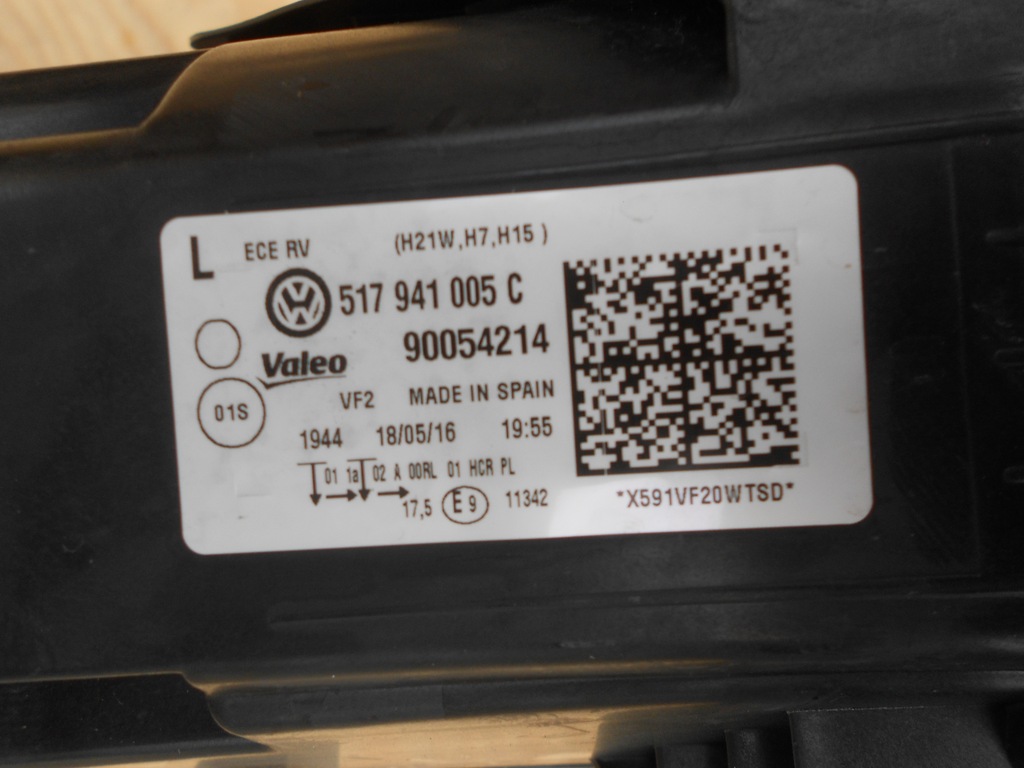 L ECE RV (H21W,H7,H15 )
517 941 005 C
Valeo 90054214
01S
VF2 MADE IN SPAIN
1944 18/05/16 19:55
01 1a 02 A 00RL 01 HCR PL
17,5 E 9 11342
*X591VF20WTSD*